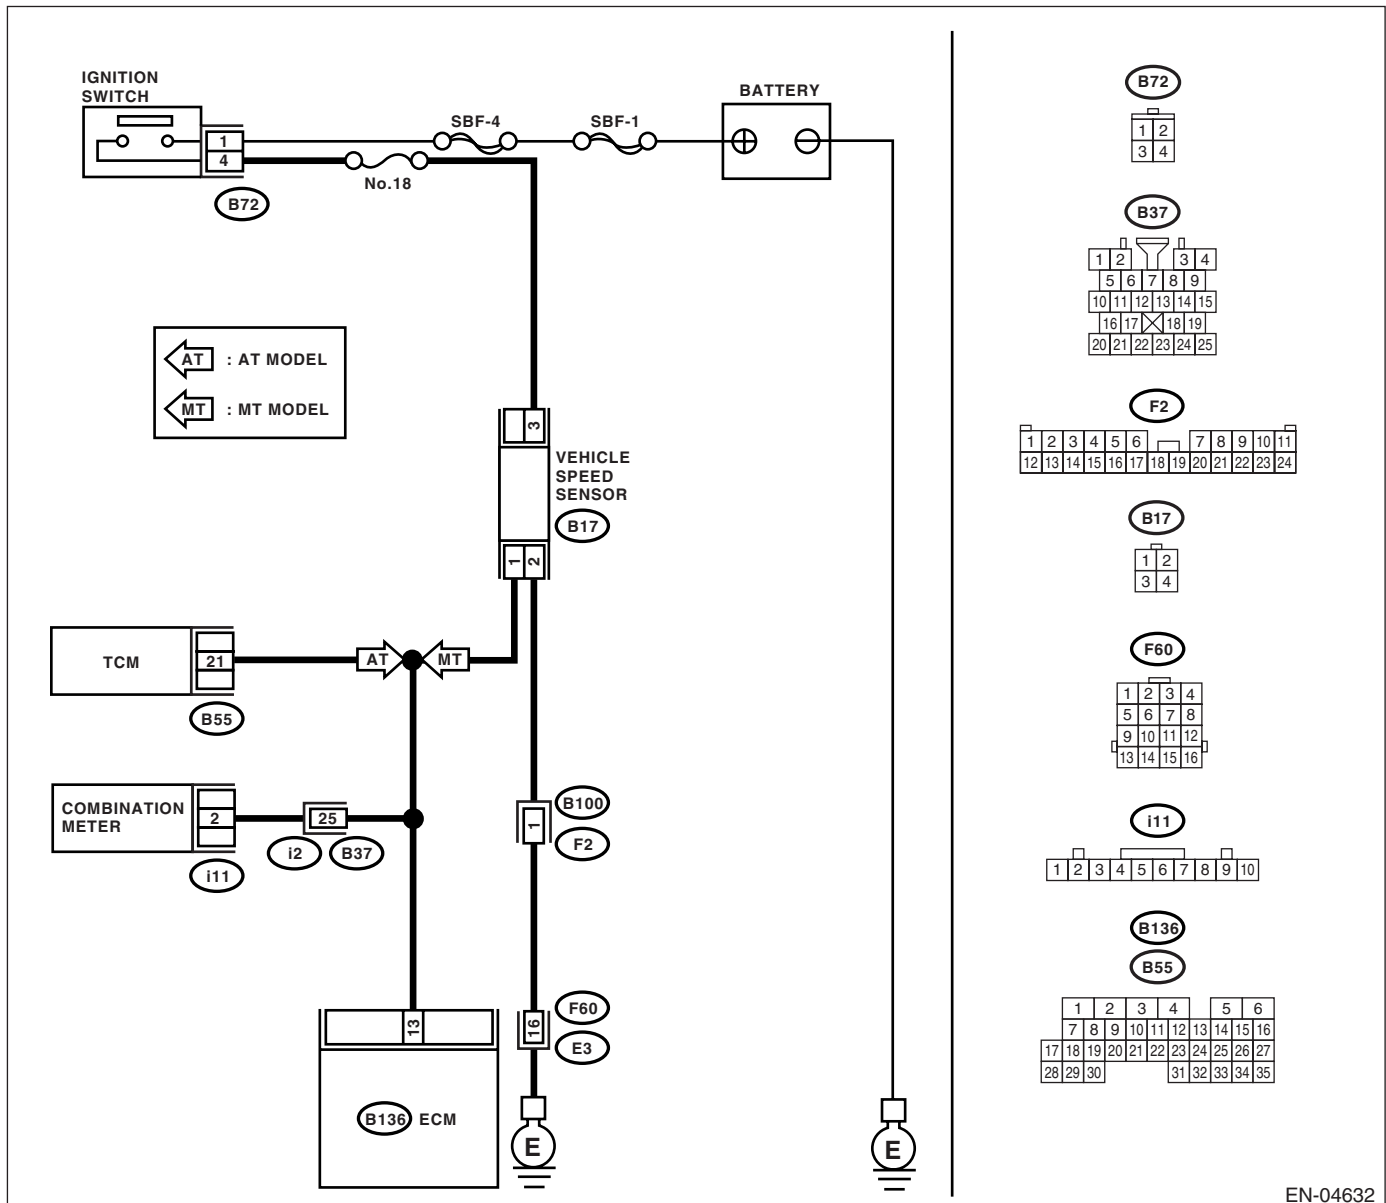 IGNITION
SWITCH
1
4
B72
No.18
SBF-4
SBF-1
BATTERY
AT : AT MODEL
MT : MT MODEL
3
VEHICLE
SPEED
SENSOR
B17
1 2
TCM
21
B55
AT
MT
COMBINATION
METER
2
i11
25
i2
B37
B100
1
F2
13
F60
16
E3
B136 ECM
E
E
B72
1 2
3 4
B37
1 2 3 4
5 6 7 8 9
10 11 12 13 14 15
16 17 18 19
20 21 22 23 24 25
F2
1 2 3 4 5 6 7 8 9 10 11
12 13 14 15 16 17 18 19 20 21 22 23 24
B17
1 2
3 4
F60
1 2 3 4
5 6 7 8
9 10 11 12
13 14 15 16
i11
1 2 3 4 5 6 7 8 9 10
B136
B55
1 2 3 4 5 6
7 8 9 10 11 12 13 14 15 16
17 18 19 20 21 22 23 24 25 26 27
28 29 30 31 32 33 34 35
EN-04632